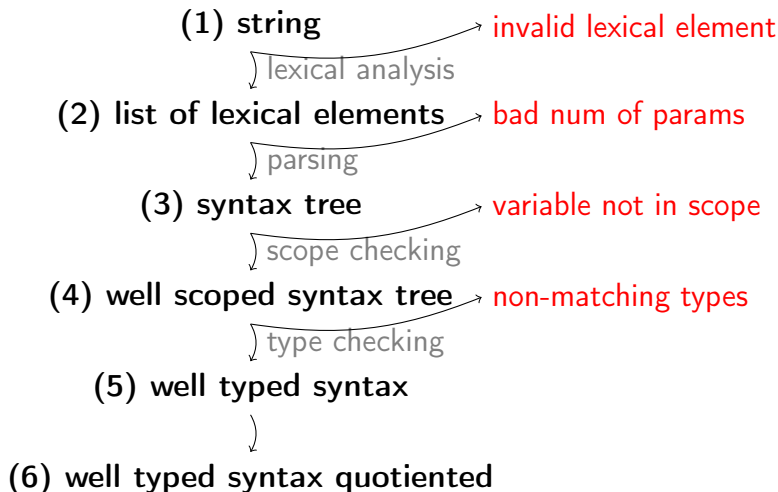 (1) string
invalid lexical element
lexical analysis
(2) list of lexical elements
bad num of params
parsing
(3) syntax tree
variable not in scope
scope checking
(4) well scoped syntax tree
non-matching types
type checking
(5) well typed syntax
(6) well typed syntax quotiented